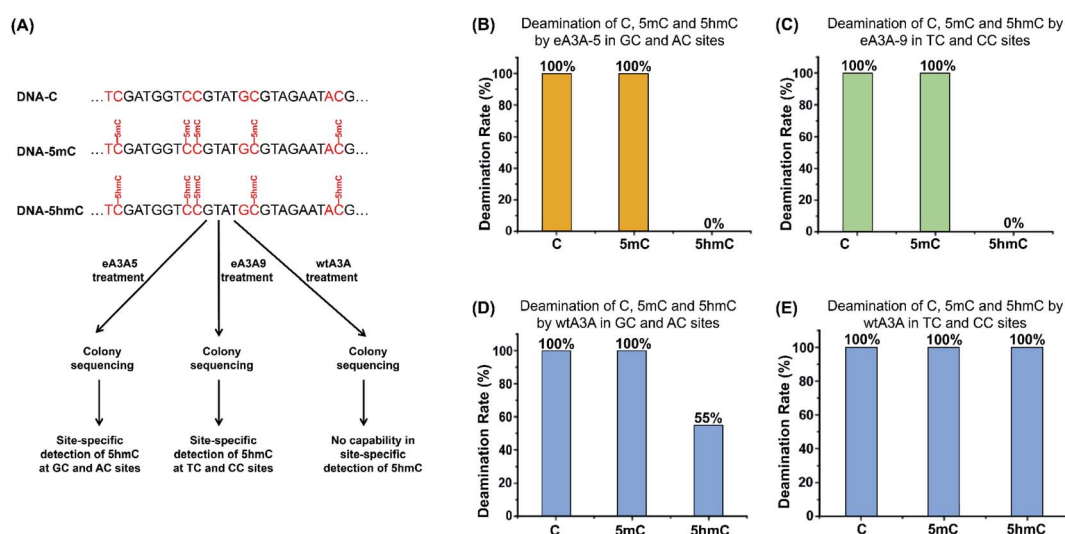 (A)
5mC 5mC 5mC 5mC 5mC
5hmC 5hmC 5hmC 5hmC 5hmC
DNA-C ...TCGATGGTCCGTATGCGTAGAATACG...
DNA-5mC ...TCGATGGTCCGTATGCGTAGAATACG...
DNA-5hmC ...TCGATGGTCCGTATGCGTAGAATACG...
eA3A5 treatment
eA3A9 treatment
wtA3A treatment
Colony sequencing
Colony sequencing
Colony sequencing
Site-specific
detection of 5hmC
at GC and AC sites
Site-specific
detection of 5hmC
at TC and CC sites
No capability in
site-specific
detection of 5hmC
(B)
Deamination of C, 5mC and 5hmC
by eA3A-5 in GC and AC sites
Deamination Rate (%)
100
80
60
40
20
0
100% 100% 0%
C 5mC 5hmC
(C)
Deamination of C, 5mC and 5hmC by
eA3A-9 in TC and CC sites
Deamination Rate (%)
100
80
60
40
20
0
100% 100% 0%
C 5mC 5hmC
(D)
Deamination of C, 5mC and 5hmC
by wtA3A in GC and AC sites
Deamination Rate (%)
100
80
60
40
20
0
100% 100% 55%
C 5mC 5hmC
(E)
Deamination of C, 5mC and 5hmC by
wtA3A in TC and CC sites
Deamination Rate (%)
100
80
60
40
20
0
100% 100% 100%
C 5mC 5hmC